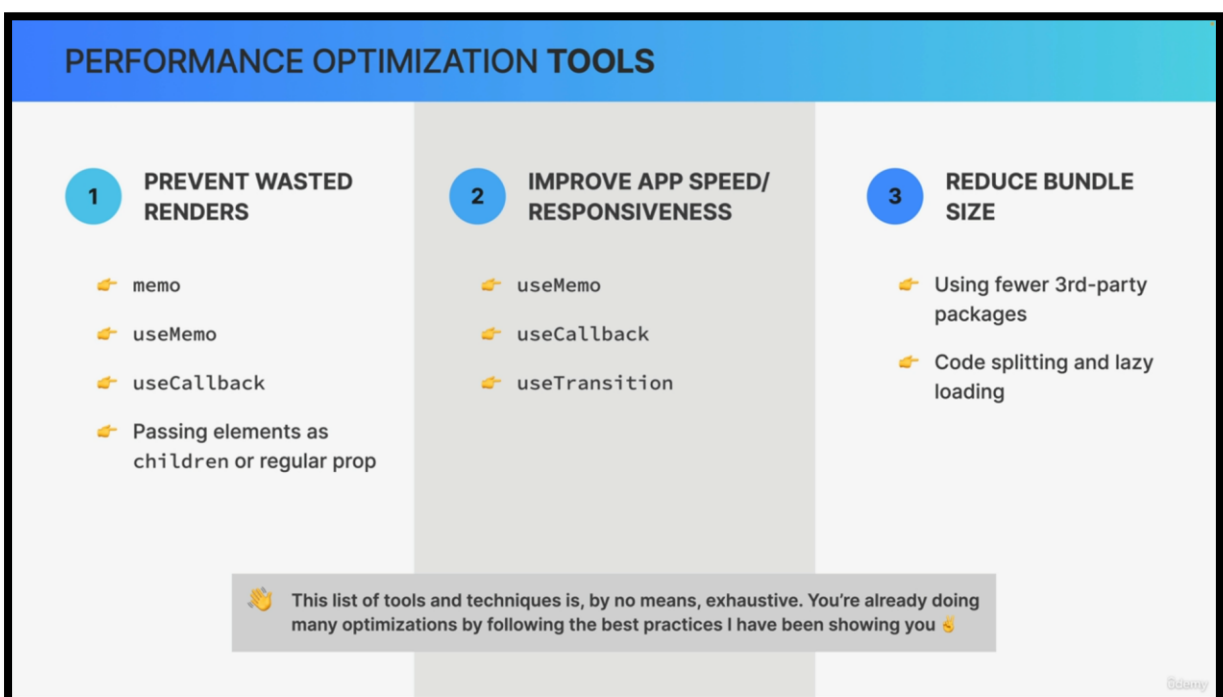 PERFORMANCE OPTIMIZATION TOOLS
1
PREVENT WASTED
RENDERS
👉 memo
👉 useMemo
👉 useCallback
👉 Passing elements as
children or regular prop
2
IMPROVE APP SPEED/
RESPONSIVENESS
👉 useMemo
👉 useCallback
👉 useTransition
3
REDUCE BUNDLE
SIZE
👉 Using fewer 3rd-party
packages
👉 Code splitting and lazy
loading
👋 This list of tools and techniques is, by no means, exhaustive. You’re already doing
many optimizations by following the best practices I have been showing you ✌️
ûdemy